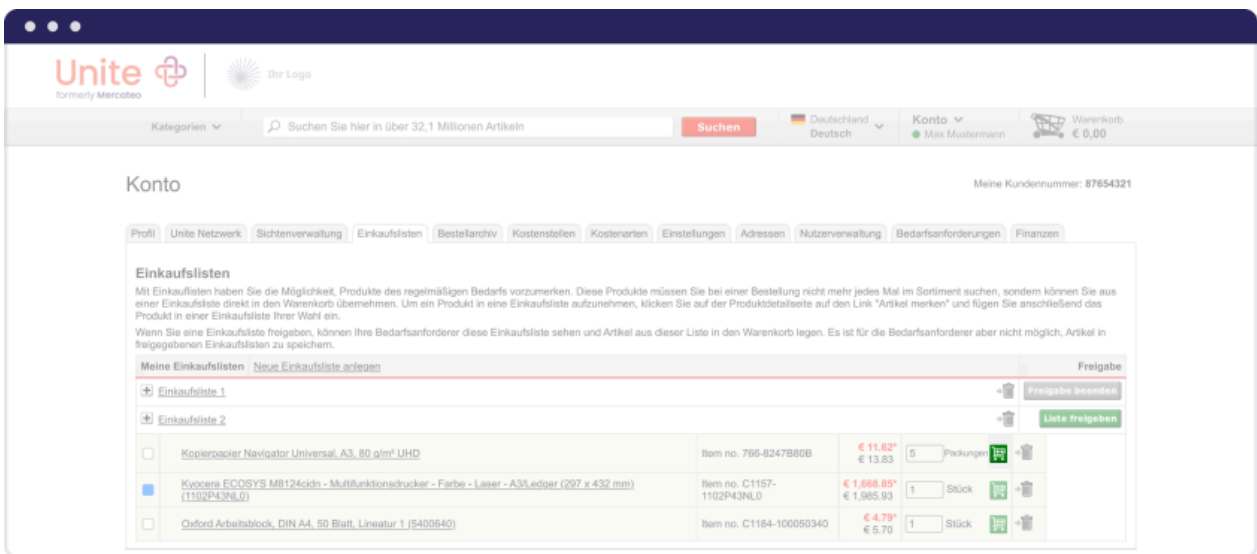 Unite
formerly Mercateo
Ihr Logo
Kategorien
Suchen Sie hier in über 32,1 Millionen Artikeln
Suchen
Deutschland
Deutsch
Konto
Max Mustermann
Warenkorb
€ 0,00
Konto
Meine Kundennummer: 87654321
Profil Unite Netzwerk Sichtenverwaltung Einkaufslisten Bestellarchiv Kostenstellen Kostenarten Einstellungen Adressen Nutzerverwaltung Bedarfsanforderungen Finanzen
Einkaufslisten
Mit Einkauflisten haben Sie die Möglichkeit, Produkte des regelmäßigen Bedarfs vorzumerken. Diese Produkte müssen Sie bei einer Bestellung nicht mehr jedes Mal im Sortiment suchen, sondern können Sie aus
einer Einkaufsliste direkt in den Warenkorb übernehmen. Um ein Produkt in eine Einkaufsliste aufzunehmen, klicken Sie auf der Produktdetailseite auf den Link "Artikel merken" und fügen Sie anschließend das
Produkt in einer Einkaufsliste Ihrer Wahl ein.
Wenn Sie eine Einkaufsliste freigeben, können Ihre Bedarfsanforderer diese Einkaufsliste sehen und Artikel aus dieser Liste in den Warenkorb legen. Es ist für die Bedarfsanforderer aber nicht möglich, Artikel in
freigegebenen Einkaufslisten zu speichern.
Meine Einkaufslisten Neue Einkaufsliste anlegen Freigabe
Einkaufsliste 1 Freigabe beenden
Einkaufsliste 2 Liste freigeben
Kopierpapier Navigator Universal, A3, 80 g/m² UHD
Item no. 766-8247B80B
€ 11.62*
€ 13.83
5 Packungen
Kyocera ECOSYS M8124cidn - Multifunktionsdrucker - Farbe - Laser - A3/Ledger (297 x 432 mm)
(1102P43NL0)
Item no. C1157-
1102P43NL0
€ 1,668.85*
€ 1,985.93
1 Stück
Oxford Arbeitsblock, DIN A4, 50 Blatt, Lineatur 1 (5400640)
Item no. C1184-100050340
€ 4.79*
€ 5.70
1 Stück